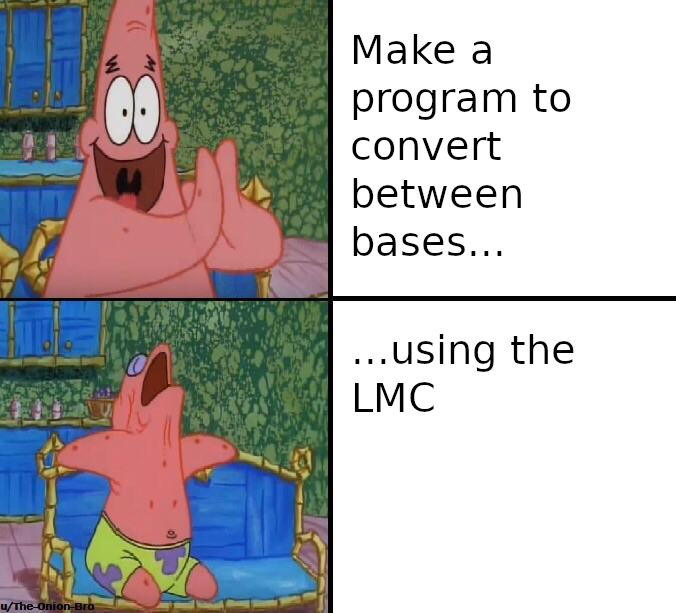 Make a
program to
convert
between
bases...
...using the
LMC
u/The-Onion-Bro